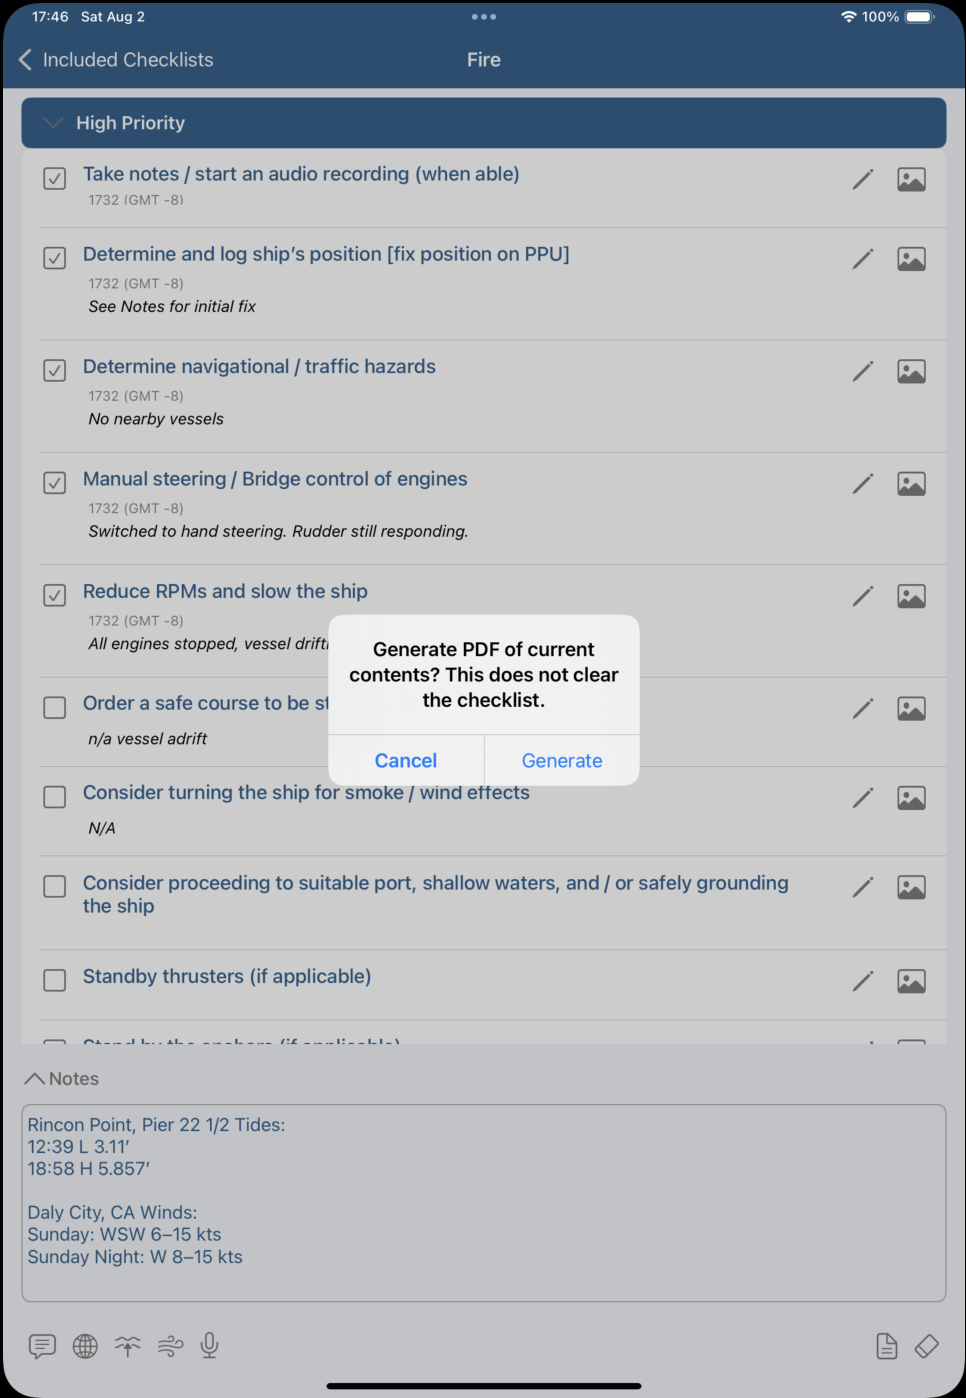 17:46 Sat Aug 2
100%
Included Checklists
Fire
High Priority
Take notes / start an audio recording (when able)
1732 (GMT -8)
Determine and log ship's position [fix position on PPU]
1732 (GMT -8)
See Notes for initial fix
Determine navigational / traffic hazards
1732 (GMT -8)
No nearby vessels
Manual steering / Bridge control of engines
1732 (GMT -8)
Switched to hand steering. Rudder still responding.
Reduce RPMs and slow the ship
1732 (GMT -8)
All engines stopped, vessel
Generate PDF of current
contents? This does not clear
the checklist.
Cancel
Generate
Order a safe course to be
n/a vessel adrift
Consider turning the ship for smoke / wind effects
N/A
Consider proceeding to suitable port, shallow waters, and / or safely grounding
the ship
Standby thrusters (if applicable)
Stand by the anchors (if applicable)
Notes
Rincon Point, Pier 22 1/2 Tides:
12:39 L 3.11′
18:58 H 5.857′
Daly City, CA Winds:
Sunday: WSW 6–15 kts
Sunday Night: W 8–15 kts